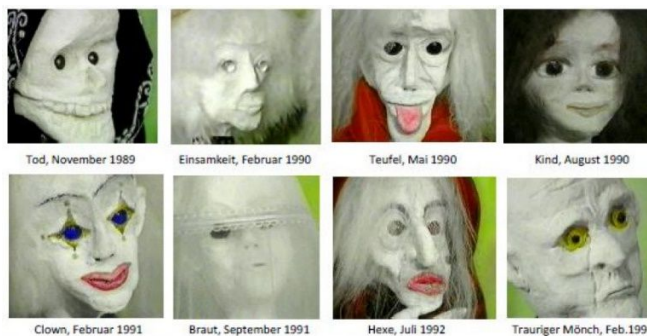 Tod, November 1989
Einsamkeit, Februar 1990
Teufel, Mai 1990
Kind, August 1990
Clown, Februar 1991
Braut, September 1991
Hexe, Juli 1992
Trauriger Mönch, Feb.199